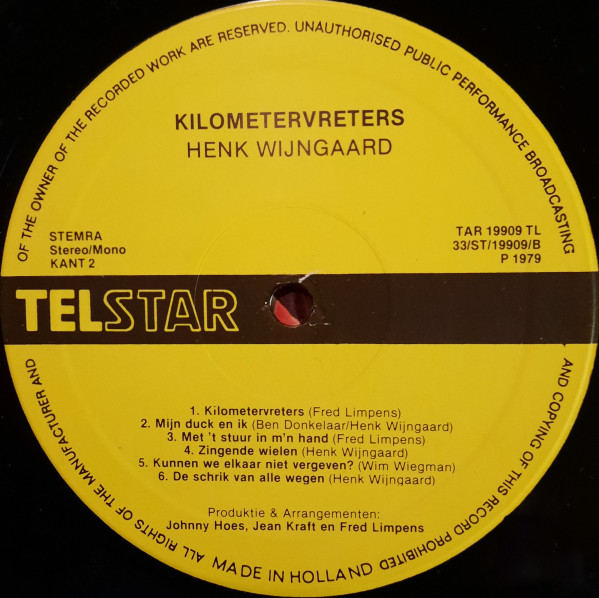 ALL RIGHTS OF THE MANUFACTURER AND OF THE OWNER OF THE RECORDED WORK ARE RESERVED. UNAUTHORISED PUBLIC PERFORMANCE BROADCASTING AND COPYING OF THIS RECORD PROHIBITED
KILOMETERVRETERS
HENK WIJNGAARD
STEMRA
Stereo/Mono
KANT 2
TAR 19909 TL
33/ST/19909/B
P 1979
TELSTAR
1. Kilometervreters (Fred Limpens)
2. Mijn duck en ik (Ben Donkelaar/Henk Wijngaard)
3. Met 't stuur in m'n hand (Fred Limpens)
4. Zingende wielen (Henk Wijngaard)
5. Kunnen we elkaar niet vergeven? (Wim Wiegman)
6. De schrik van alle wegen (Henk Wijngaard)
Produktie & Arrangementen:
Johnny Hoes, Jean Kraft en Fred Limpens
MADE IN HOLLAND